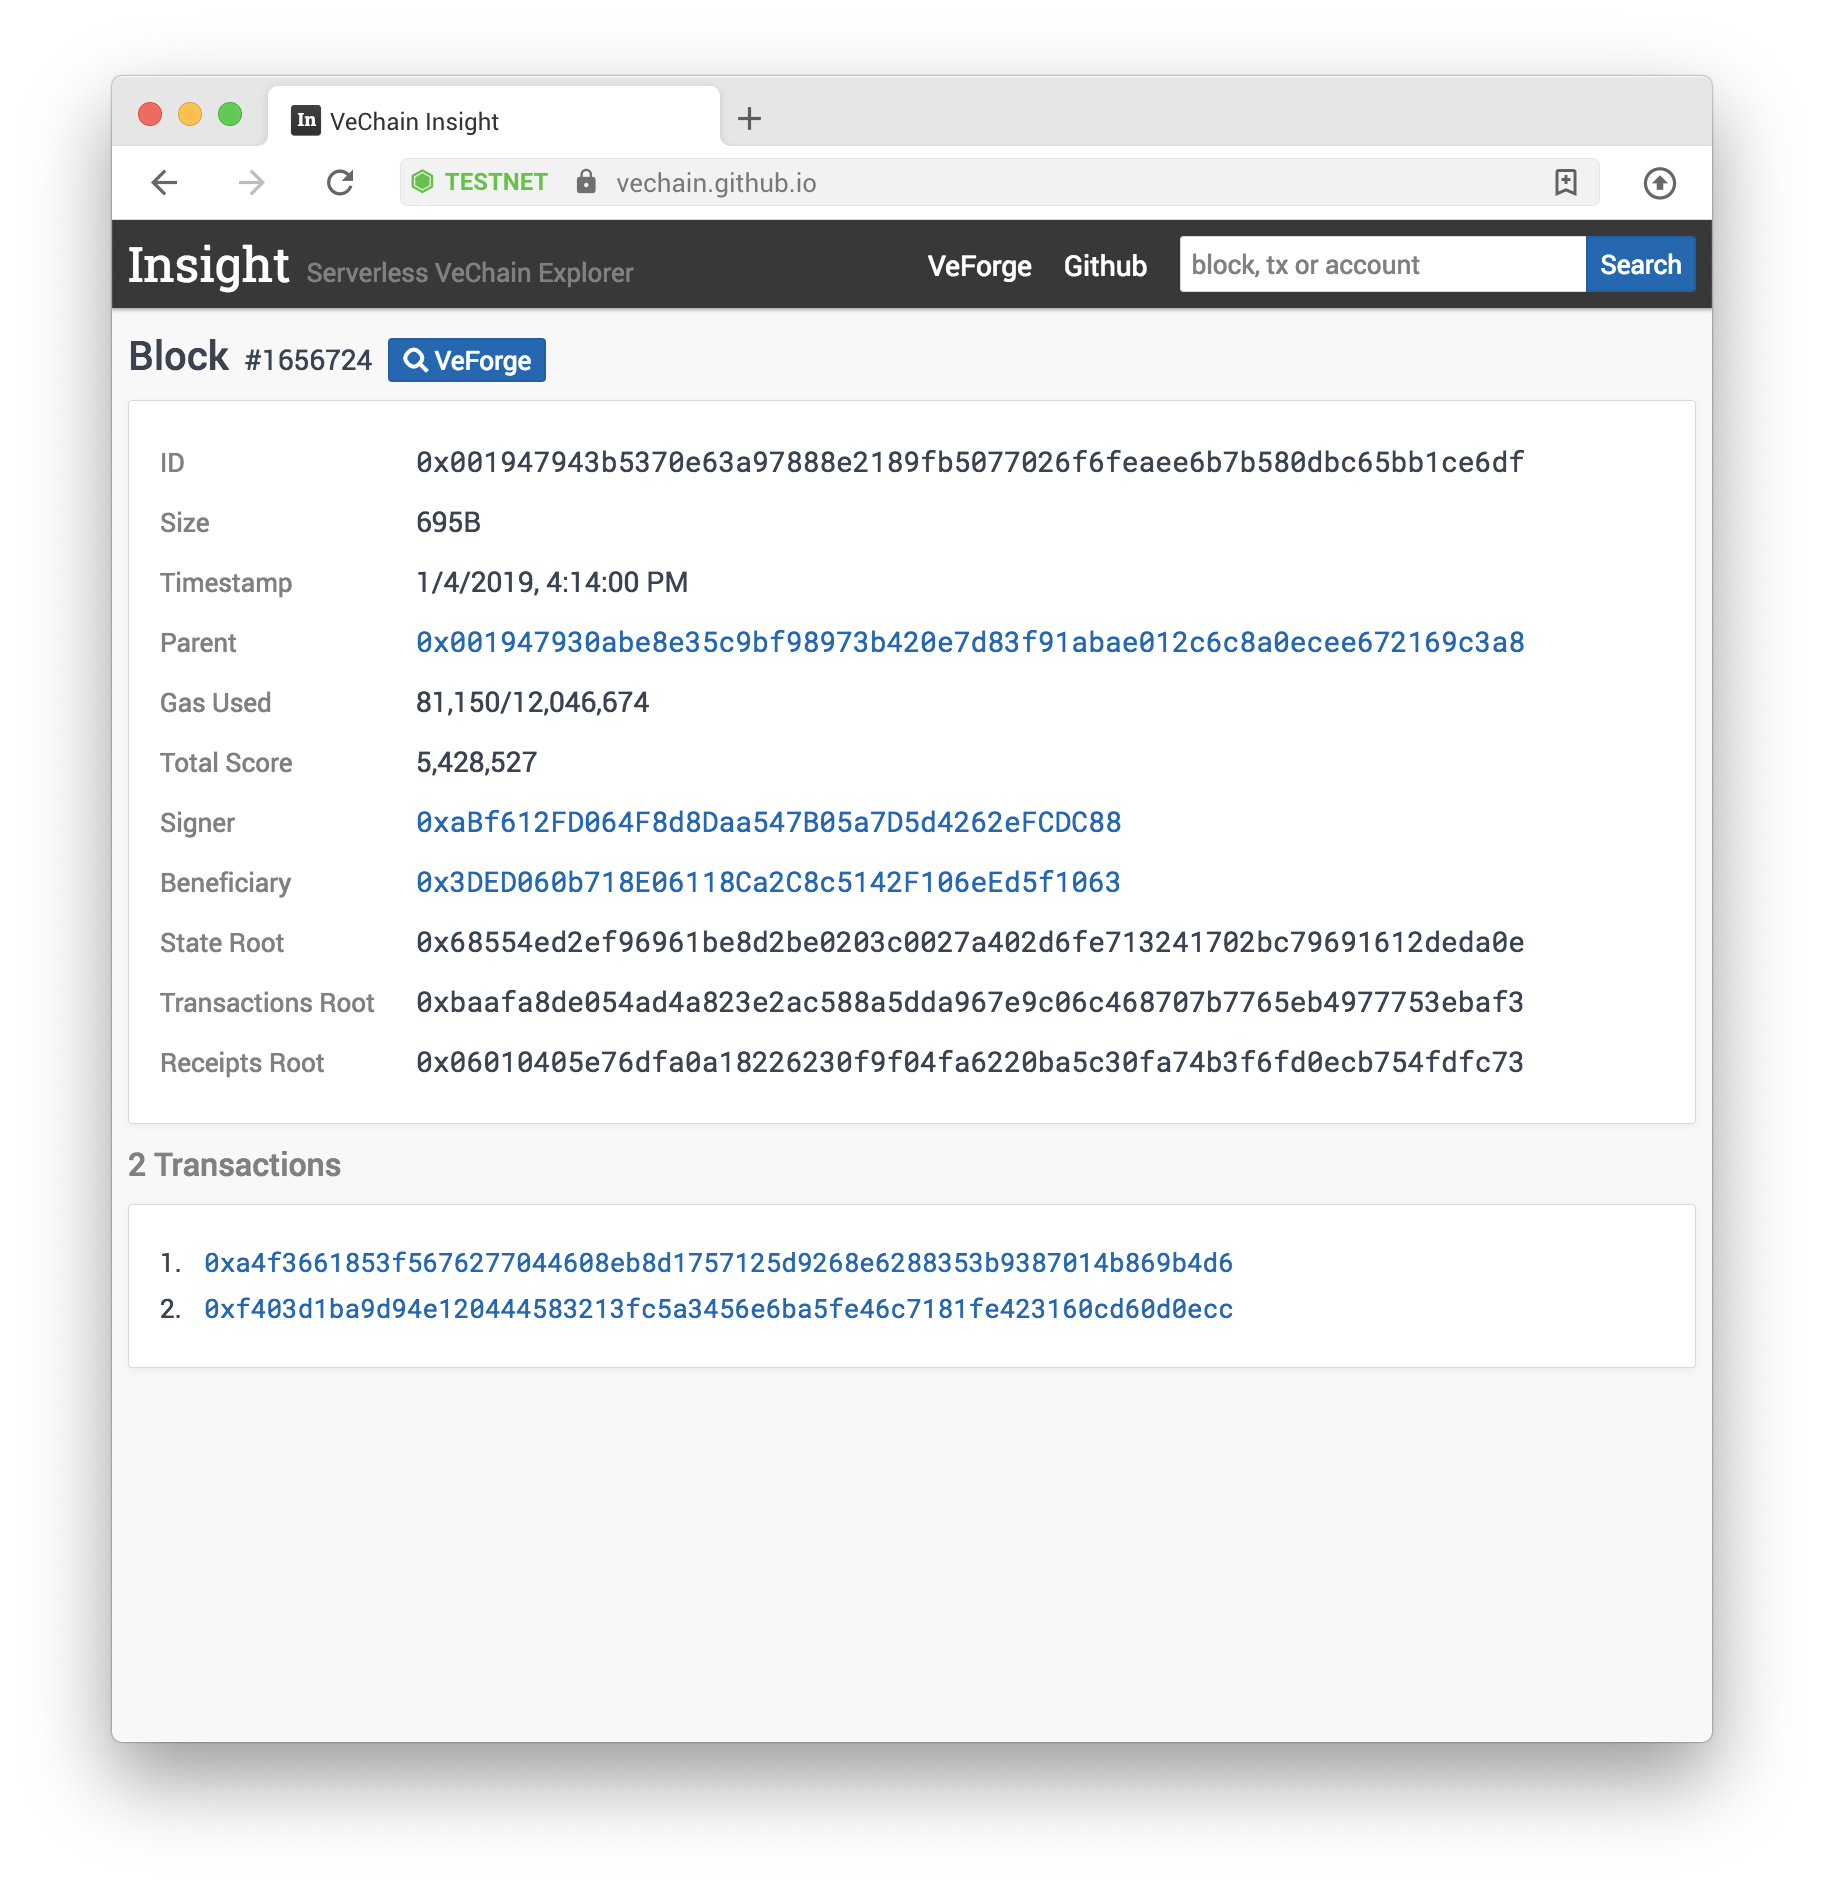 In VeChain Insight
TESTNET vechain.github.io
Insight Serverless VeChain Explorer VeForge Github block, tx or account Search
Block #1656724 VeForge
ID 0x001947943b5370e63a97888e2189fb5077026f6feaee6b7b580dbc65bb1ce6df
Size 695B
Timestamp 1/4/2019, 4:14:00 PM
Parent 0x001947930abe8e35c9bf98973b420e7d83f91abae012c6c8a0ecee672169c3a8
Gas Used 81,150/12,046,674
Total Score 5,428,527
Signer 0xaBf612FD064F8d8Daa547B05a7D5d4262eFCDC88
Beneficiary 0x3DED060b718E06118Ca2C8c5142F106eEd5f1063
State Root 0x68554ed2ef96961be8d2be0203c0027a402d6fe713241702bc79691612deda0e
Transactions Root 0xbaafa8de054ad4a823e2ac588a5dda967e9c06c468707b7765eb4977753ebaf3
Receipts Root 0x06010405e76dfa0a18226230f9f04fa6220ba5c30fa74b3f6fd0ecb754fdfc73
2 Transactions
1. 0xa4f3661853f5676277044608eb8d1757125d9268e6288353b9387014b869b4d6
2. 0xf403d1ba9d94e120444583213fc5a3456e6ba5fe46c7181fe423160cd60d0ecc